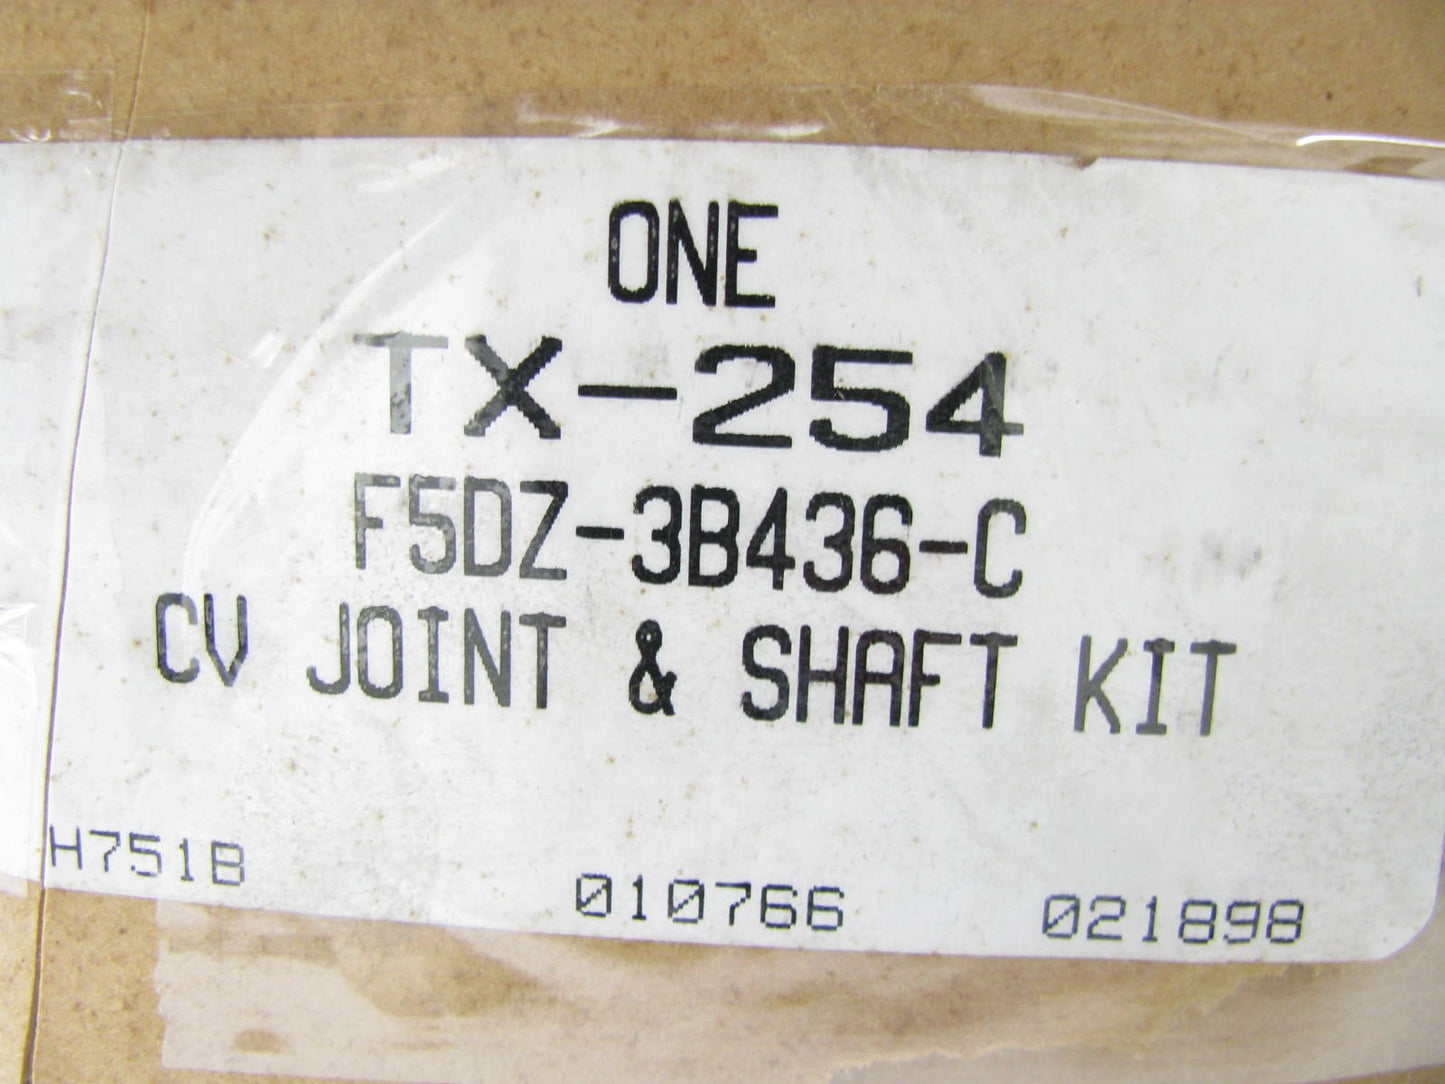 ONE
TX-254
F5DZ-3B436-C
CV JOINT & SHAFT KIT
H751B 010766 021898